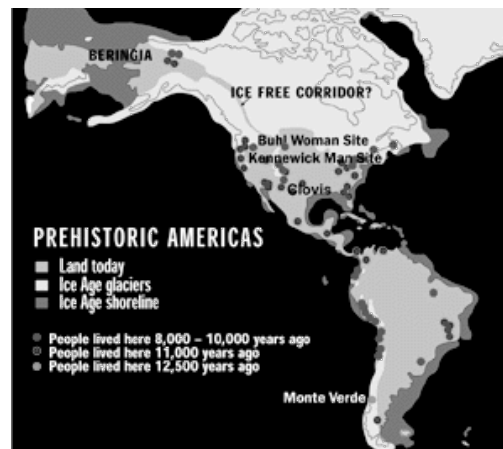 BERINGIA
ICE FREE CORRIDOR?
Buhl Woman Site
Kennewick Man Site
Clovis
PREHISTORIC AMERICAS
Land today
Ice Age glaciers
Ice Age shoreline
People lived here 8,000 – 10,000 years ago
People lived here 11,000 years ago
People lived here 12,500 years ago
Monte Verde